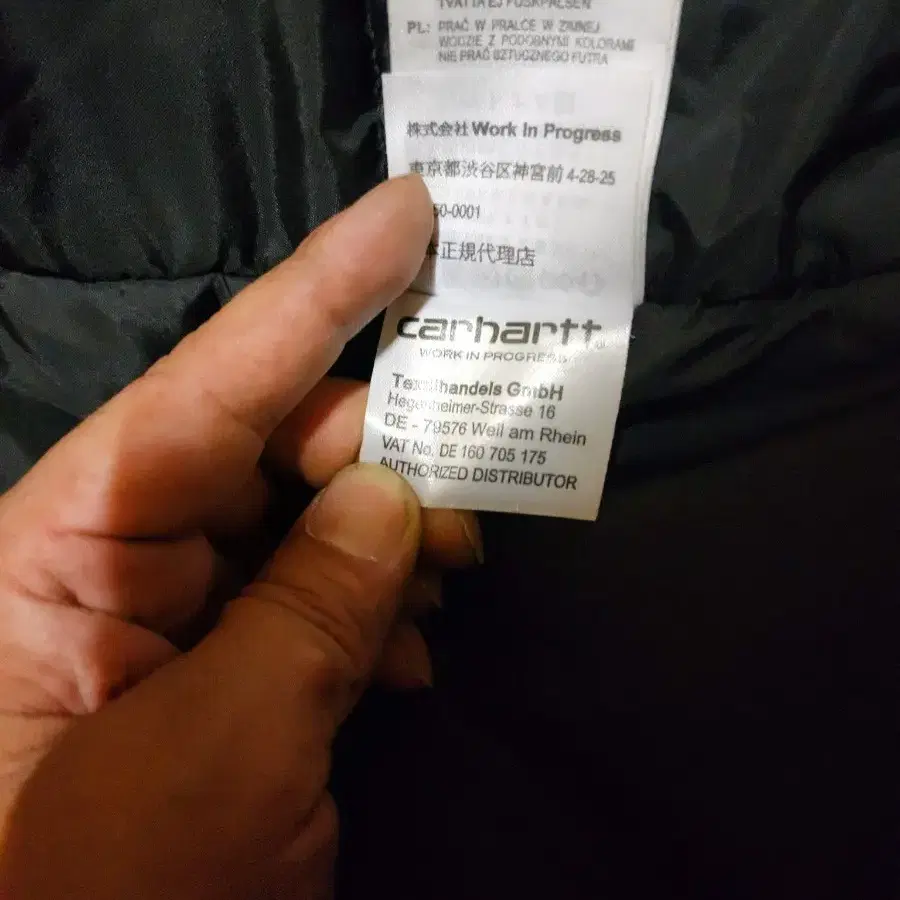 TVÄTTA EJ FUSKPÄLSEN
PL: PRAĆ W PRALCE W ZIMNEJ
WODZIE Z PODOBNYMI KOLORAMI
NIE PRAĆ SZTUCZNEGO FUTRA
株式会社 Work In Progress
東京都渋谷区神宮前 4-28-25
50-0001
正規代理店
carhartt
WORK IN PROGRESS
Textilhandels GmbH
Hegenheimer-Strasse 16
DE - 79576 Weil am Rhein
VAT No. DE 160 705 175
AUTHORIZED DISTRIBUTOR